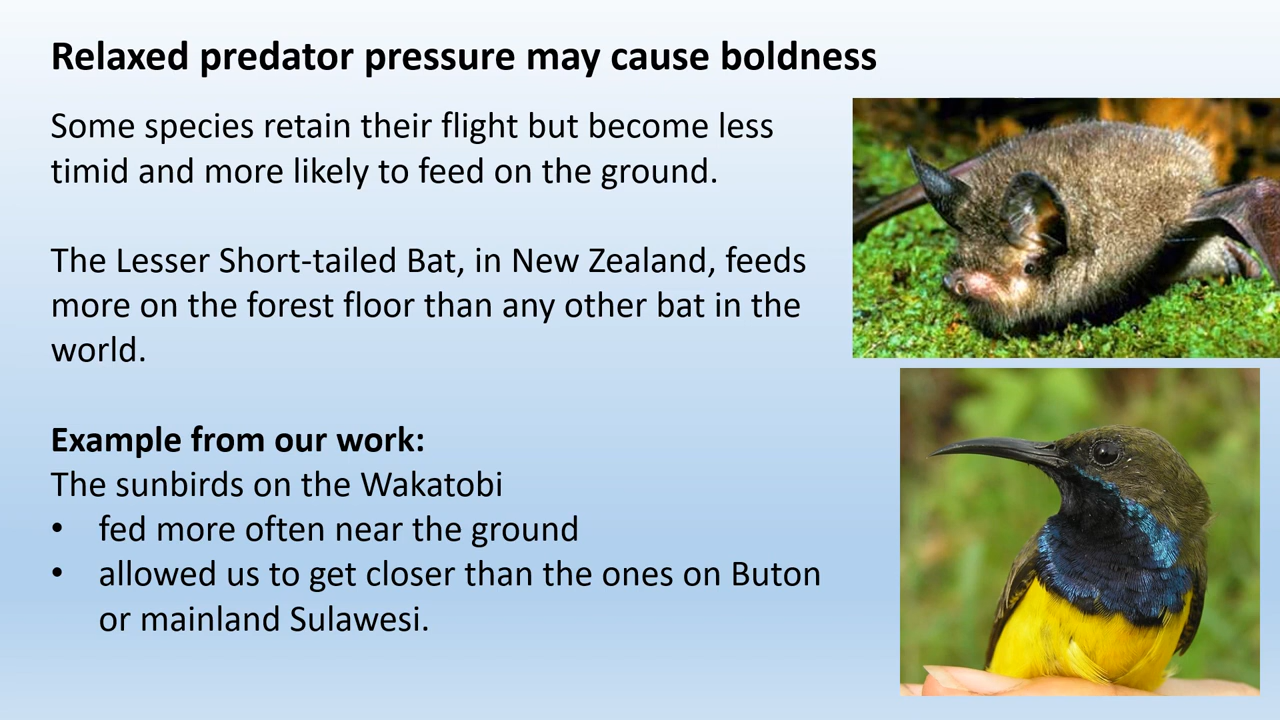 Relaxed predator pressure may cause boldness
Some species retain their flight but become less
timid and more likely to feed on the ground.
The Lesser Short-tailed Bat, in New Zealand, feeds
more on the forest floor than any other bat in the
world.
Example from our work:
The sunbirds on the Wakatobi
• fed more often near the ground
• allowed us to get closer than the ones on Buton
or mainland Sulawesi.